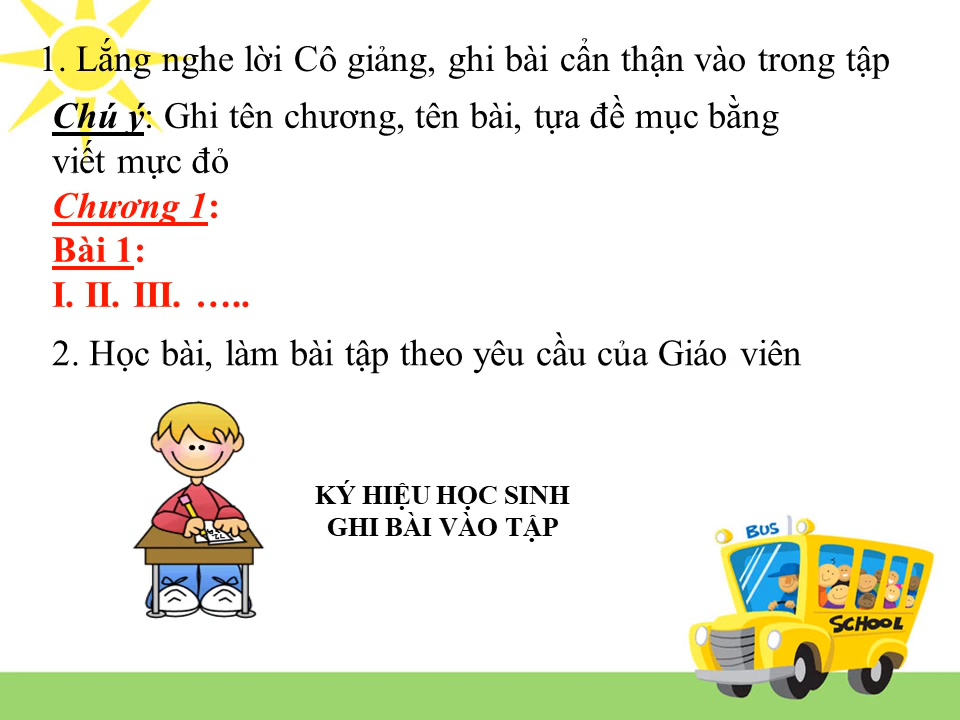 1. Lắng nghe lời Cô giảng, ghi bài cẩn thận vào trong tập
Chú ý: Ghi tên chương, tên bài, tựa đề mục bằng
viết mực đỏ
Chương 1:
Bài 1:
I. II. III. …..
2. Học bài, làm bài tập theo yêu cầu của Giáo viên
KÝ HIỆU HỌC SINH
GHI BÀI VÀO TẬP
BUS
SCHOOL